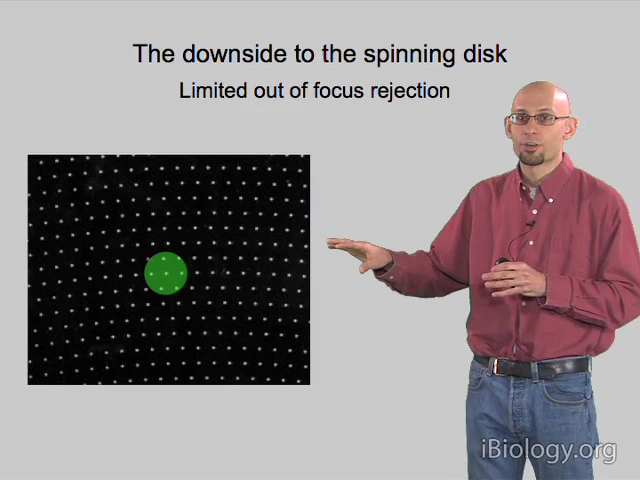 The downside to the spinning disk
Limited out of focus rejection
iBiology.org